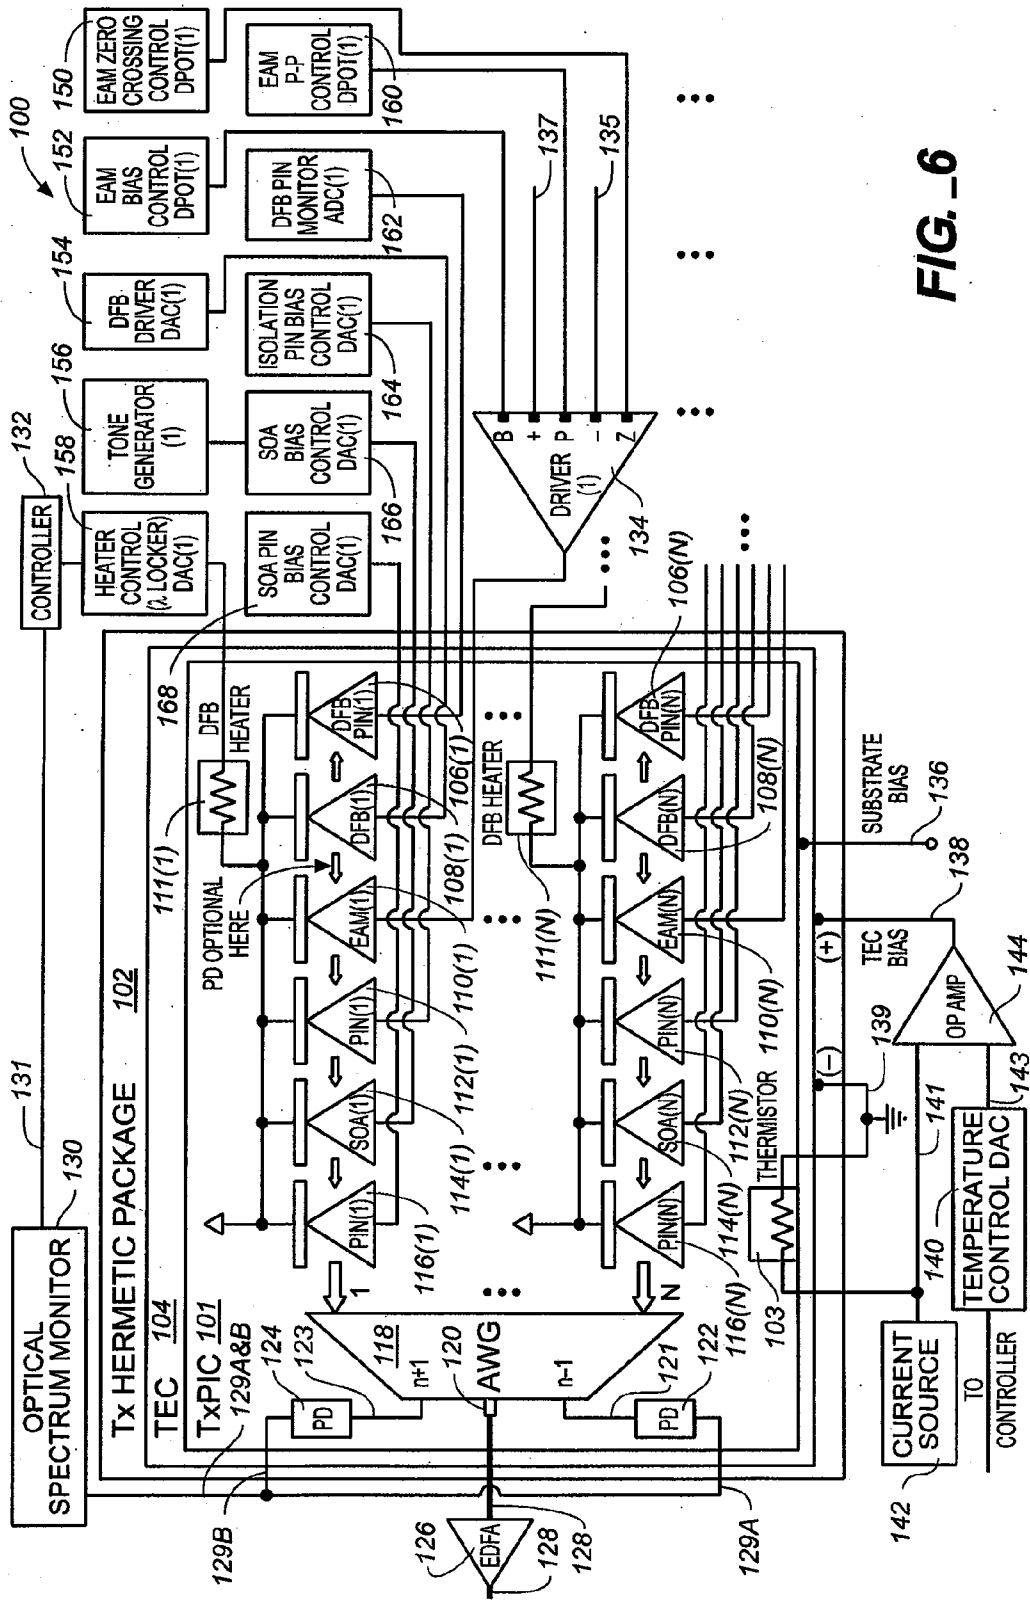 OPTICAL
SPECTRUM MONITOR
130
131
CONTROLLER
132
100
HEATER
CONTROL
(λ LOCKER)
DAC(1)
158
TONE
GENERATOR
(1)
156
DFB
DRIVER
DAC(1)
154
EAM
BIAS
CONTROL
DPOT(1)
152
EAM ZERO
CROSSING
CONTROL
DPOT(1)
150
SOA PIN
BIAS
CONTROL
DAC(1)
168
SOA
BIAS
CONTROL
DAC(1)
166
ISOLATION
PIN BIAS
CONTROL
DAC(1)
164
DFB PIN
MONITOR
ADC(1)
162
EAM
P-P
CONTROL
DPOT(1)
160
Tx HERMETIC PACKAGE 102
TEC 104
TxPIC 101
129A&B
129B
129A
124
PD
123
118
n+1
AWG
120
n-1
121
PD
122
EDFA
126
128
128
1
N
PD OPTIONAL
HERE
111(1)
DFB
HEATER
PIN(1)
SOA(1)
PIN(1)
EAM(1)
DFB(1)
DFB
PIN(1)
116(1)
114(1)
112(1)
110(1)
108(1)
106(1)
DFB HEATER
111(N)
PIN(N)
SOA(N)
PIN(N)
EAM(N)
DFB(N)
DFB
PIN(N)
116(N)
114(N)
112(N)
110(N)
108(N)
106(N)
DRIVER
(1)
134
B
+
P
−
Z
137
135
THERMISTOR
103
(-)
(+)
139
TEC
BIAS
138
SUBSTRATE
BIAS
136
OP AMP
144
141
143
CURRENT
SOURCE
142
140
TEMPERATURE
CONTROL DAC
TO
CONTROLLER
FIG._6